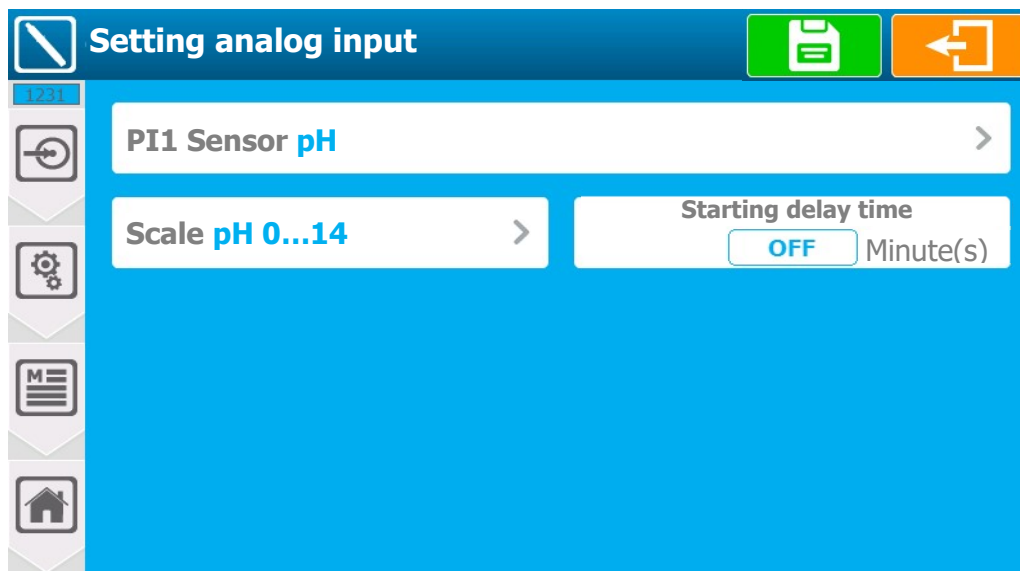 Setting analog input
1231
PI1 Sensor pH
Scale pH 0...14
Starting delay time
OFF Minute(s)
M